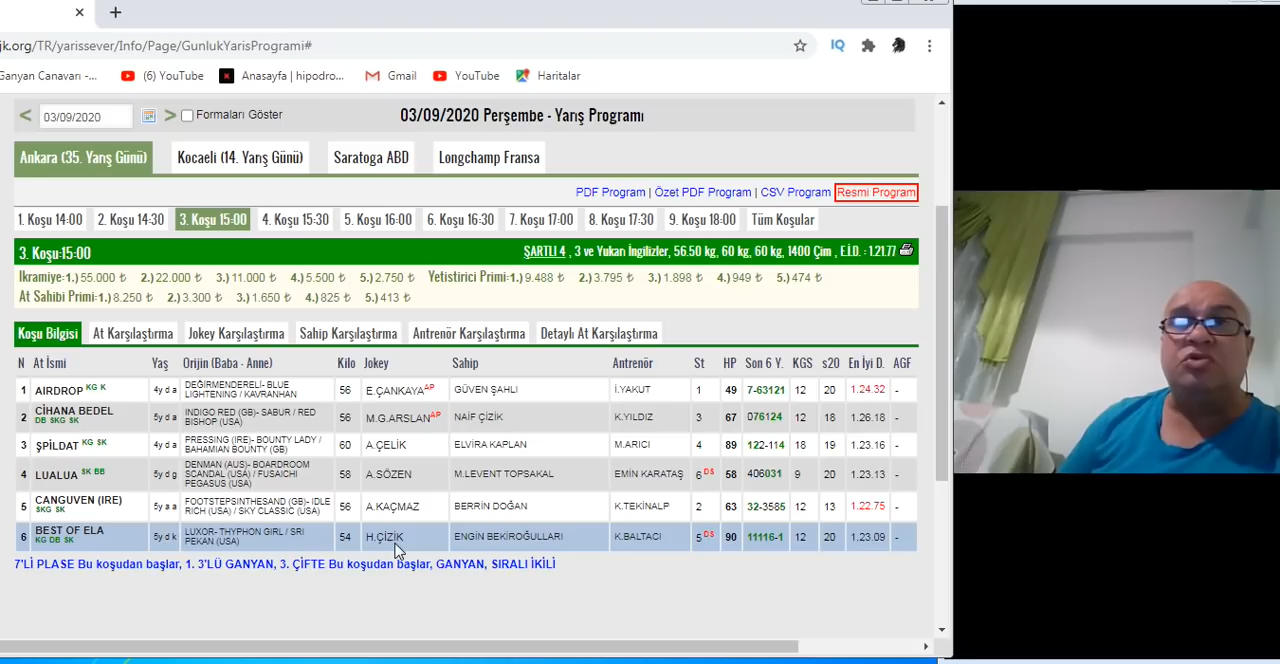 jk.org/TR/yarissever/Info/Page/GunlukYarisProgrami#
Ganyan Canavarı -... (6) YouTube Anasayfa | hipodro... Gmail YouTube Haritalar
03/09/2020 Formaları Göster 03/09/2020 Perşembe - Yarış Programı
Ankara (35. Yarış Günü) Kocaeli (14. Yarış Günü) Saratoga ABD Longchamp Fransa
PDF Program | Özet PDF Program | CSV Program Resmi Program
1. Koşu 14:00 2. Koşu 14:30 3. Koşu 15:00 4. Koşu 15:30 5. Koşu 16:00 6. Koşu 16:30 7. Koşu 17:00 8. Koşu 17:30 9. Koşu 18:00 Tüm Koşular
3. Koşu:15:00 ŞARTLI 4 , 3 ve Yukarı İngilizler, 56.50 kg, 60 kg, 60 kg, 1400 Çim , E.İ.D. : 1.21.77
İkramiye:1.) 55.000 ₺ 2.) 22.000 ₺ 3.) 11.000 ₺ 4.) 5.500 ₺ 5.) 2.750 ₺ Yetistirici Primi:1.) 9.488 ₺ 2.) 3.795 ₺ 3.) 1.898 ₺ 4.) 949 ₺ 5.) 474 ₺
At Sahibi Primi:1.) 8.250 ₺ 2.) 3.300 ₺ 3.) 1.650 ₺ 4.) 825 ₺ 5.) 413 ₺
Koşu Bilgisi At Karşılaştırma Jokey Karşılaştırma Sahip Karşılaştırma Antrenör Karşılaştırma Detaylı At Karşılaştırma
N At İsmi Yaş Orijin (Baba - Anne) Kilo Jokey Sahip Antrenör St HP Son 6 Y. KGS s20 En İyi D. AGF
1 AIRDROP KG K 4y d a DEĞİRMENDERELİ- BLUE LIGHTENING / KAVRANHAN 56 E.ÇANKAYA AP GÜVEN ŞAHLI İ.YAKUT 1 49 7-63121 12 20 1.24.32 -
2 CİHANA BEDEL DB SKG SK 5y d a INDIGO RED (GB)- SABUR / RED BISHOP (USA) 56 M.G.ARSLAN AP NAİF ÇİZİK K.YILDIZ 3 67 076124 12 18 1.26.18 -
3 ŞPİLDAT KG SK 4y d a PRESSING (IRE)- BOUNTY LADY / BAHAMIAN BOUNTY (GB) 60 A.ÇELİK ELVİRA KAPLAN M.ARICI 4 89 122-114 18 19 1.23.16 -
4 LUALUA SK BB 5y d g DENMAN (AUS)- BOARDROOM SCANDAL (USA) / FUSAICHI PEGASUS (USA) 58 A.SÖZEN M.LEVENT TOPSAKAL EMİN KARATAŞ 6 DS 58 406031 9 20 1.23.13 -
5 CANGUVEN (IRE) SKG SK 5y a a FOOTSTEPSINTHESAND (GB)- IDLE RICH (USA) / SKY CLASSIC (USA) 56 A.KAÇMAZ BERRİN DOĞAN K.TEKİNALP 2 63 32-3585 12 13 1.22.75 -
6 BEST OF ELA KG DB SK 5y d k LUXOR- THYPHON GIRL / SRI PEKAN (USA) 54 H.ÇİZİK ENGİN BEKİROĞULLARI K.BALTACI 5 DS 90 11116-1 12 20 1.23.09 -
7'Lİ PLASE Bu koşudan başlar, 1. 3'LÜ GANYAN, 3. ÇİFTE Bu koşudan başlar, GANYAN, SIRALI İKİLİ